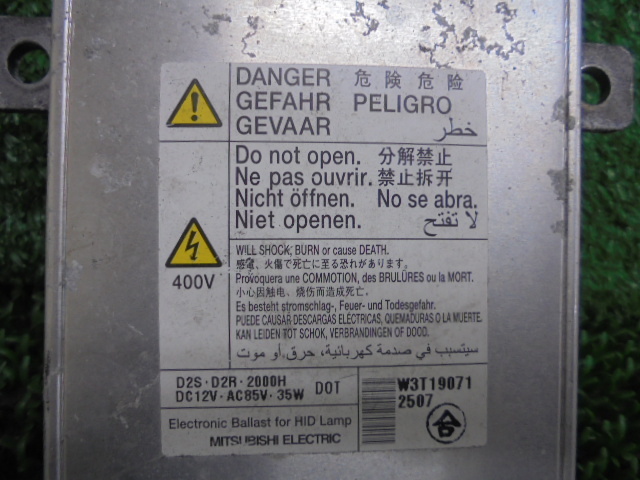 DANGER 危険 危险
GEFAHR PELIGRO
GEVAAR خطر
Do not open. 分解禁止
Ne pas ouvrir. 禁止拆开
Nicht öffnen. No se abra.
Niet openen. لا تفتح
400V
WILL SHOCK, BURN or cause DEATH.
感電、火傷で死亡に至る恐れがあります。
Provoquera une COMMOTION, des BRULÛRES ou la MORT.
小心因触电、烧伤而造成死亡。
Es besteht stromschlag-, Feuer- und Todesgefahr.
PUEDE CAUSAR DESCARGAS ELÉCTRICAS, QUEMADURAS O LA MUERTE.
KAN LEIDEN TOT SCHOK, VERBRANDINGEN OF DOOD.
سيتسبب في صدمة كهربائية، حرق، أو موت
D2S・D2R・2000H
DC12V・AC85V・35W DOT
W3T19071
2507
Electronic Ballast for HID Lamp
MITSUBISHI ELECTRIC
合